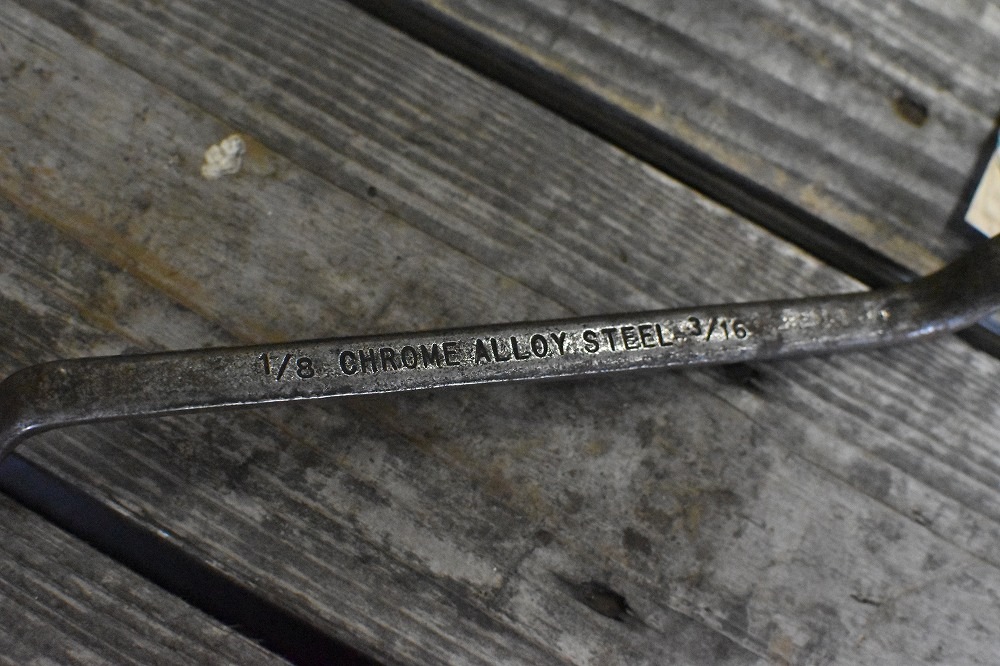 1/8 CHROME ALLOY STEEL 3/16